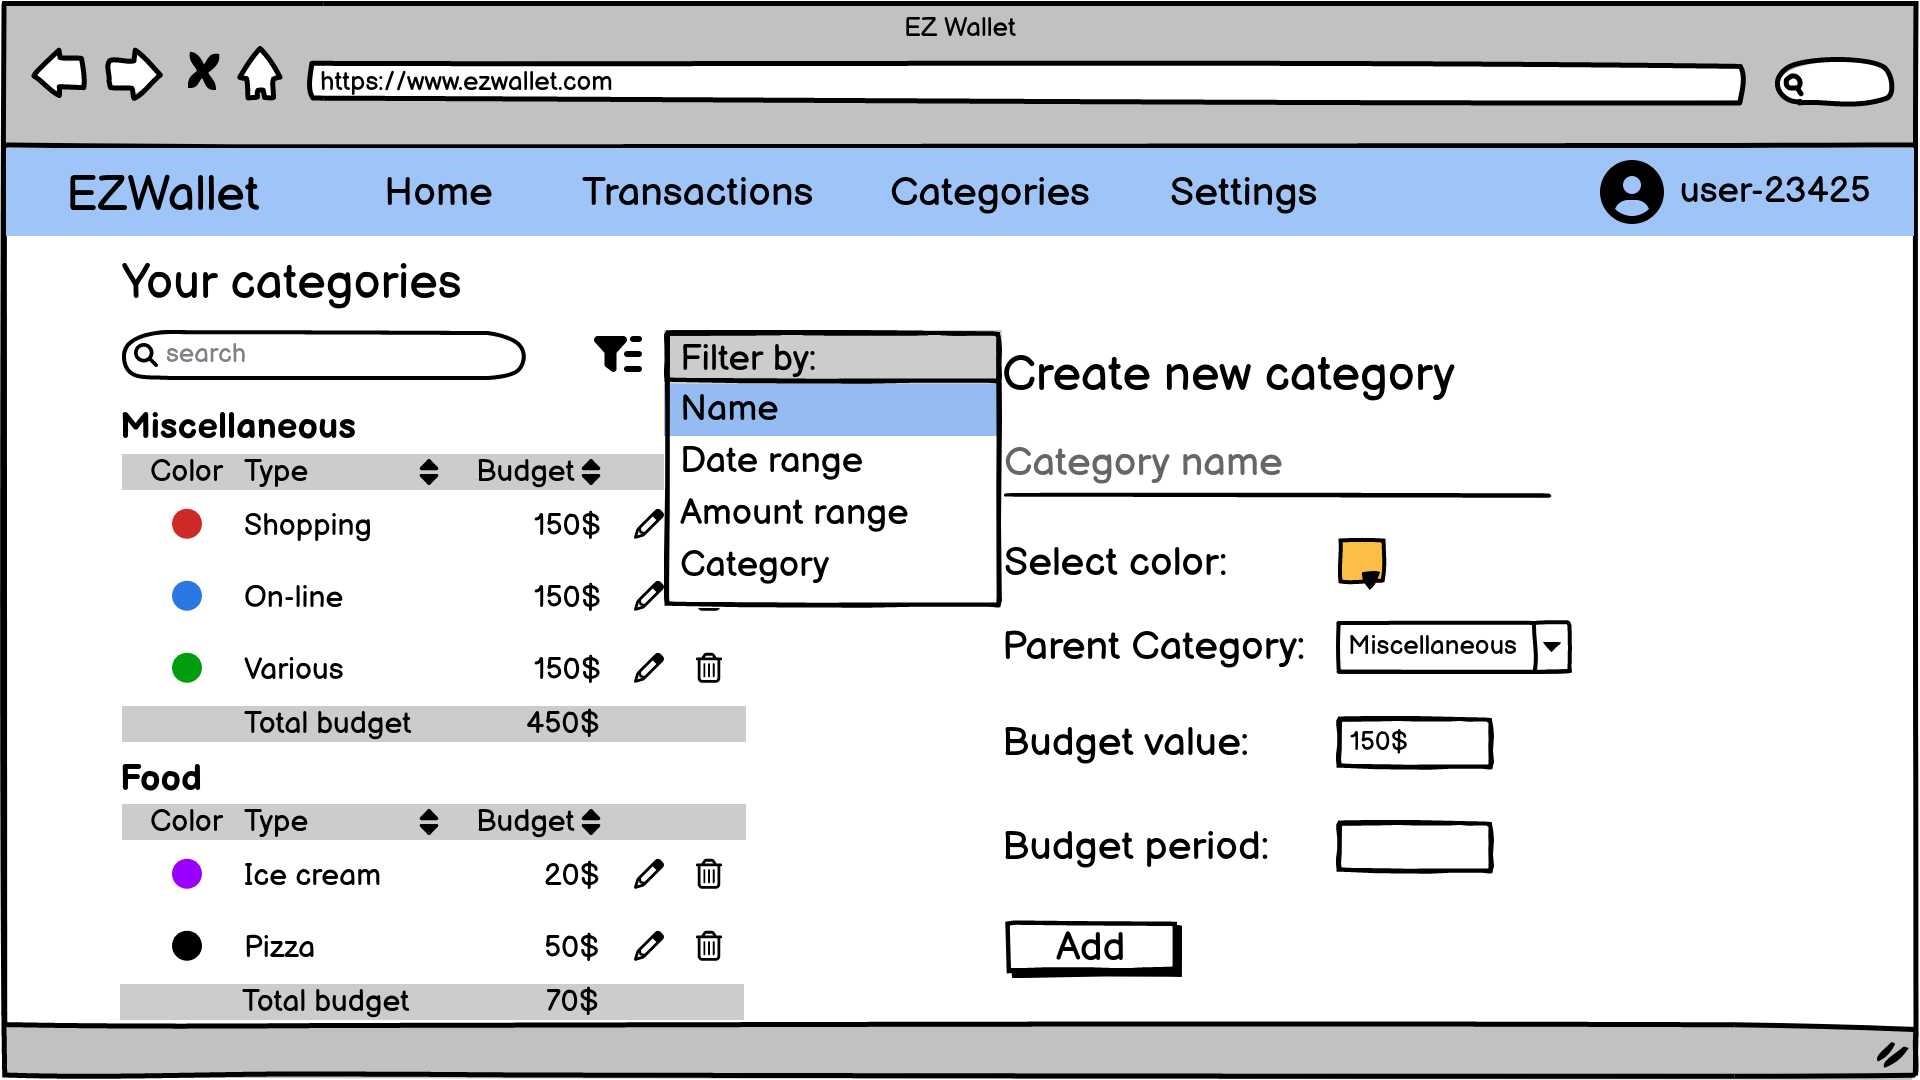 EZ Wallet
https://www.ezwallet.com
EZWallet Home Transactions Categories Settings user-23425
Your categories
search
Filter by:
Name
Date range
Amount range
Category
Miscellaneous
Color Type Budget
Shopping 150$
On-line 150$
Various 150$
Total budget 450$
Food
Color Type Budget
Ice cream 20$
Pizza 50$
Total budget 70$
Create new category
Category name
Select color:
Parent Category: Miscellaneous
Budget value: 150$
Budget period:
Add